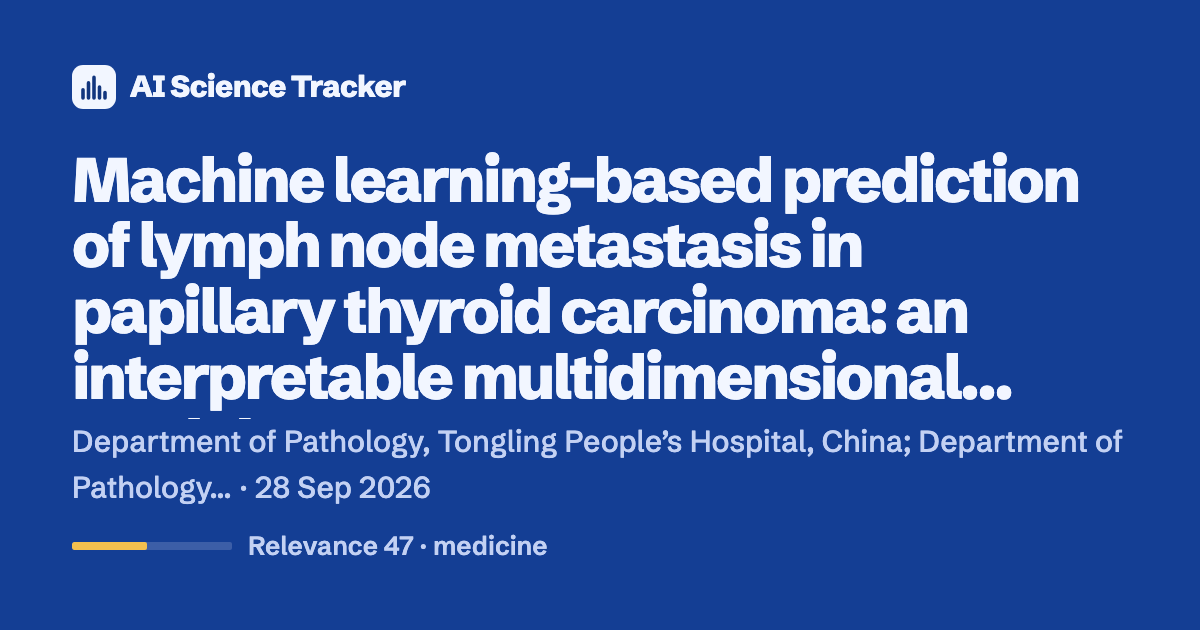 AI Science Tracker
Machine learning-based prediction
of lymph node metastasis in
papillary thyroid carcinoma: an
interpretable multidimensional...
Department of Pathology, Tongling People’s Hospital, China; Department of
Pathology... · 28 Sep 2026
Relevance 47 · medicine